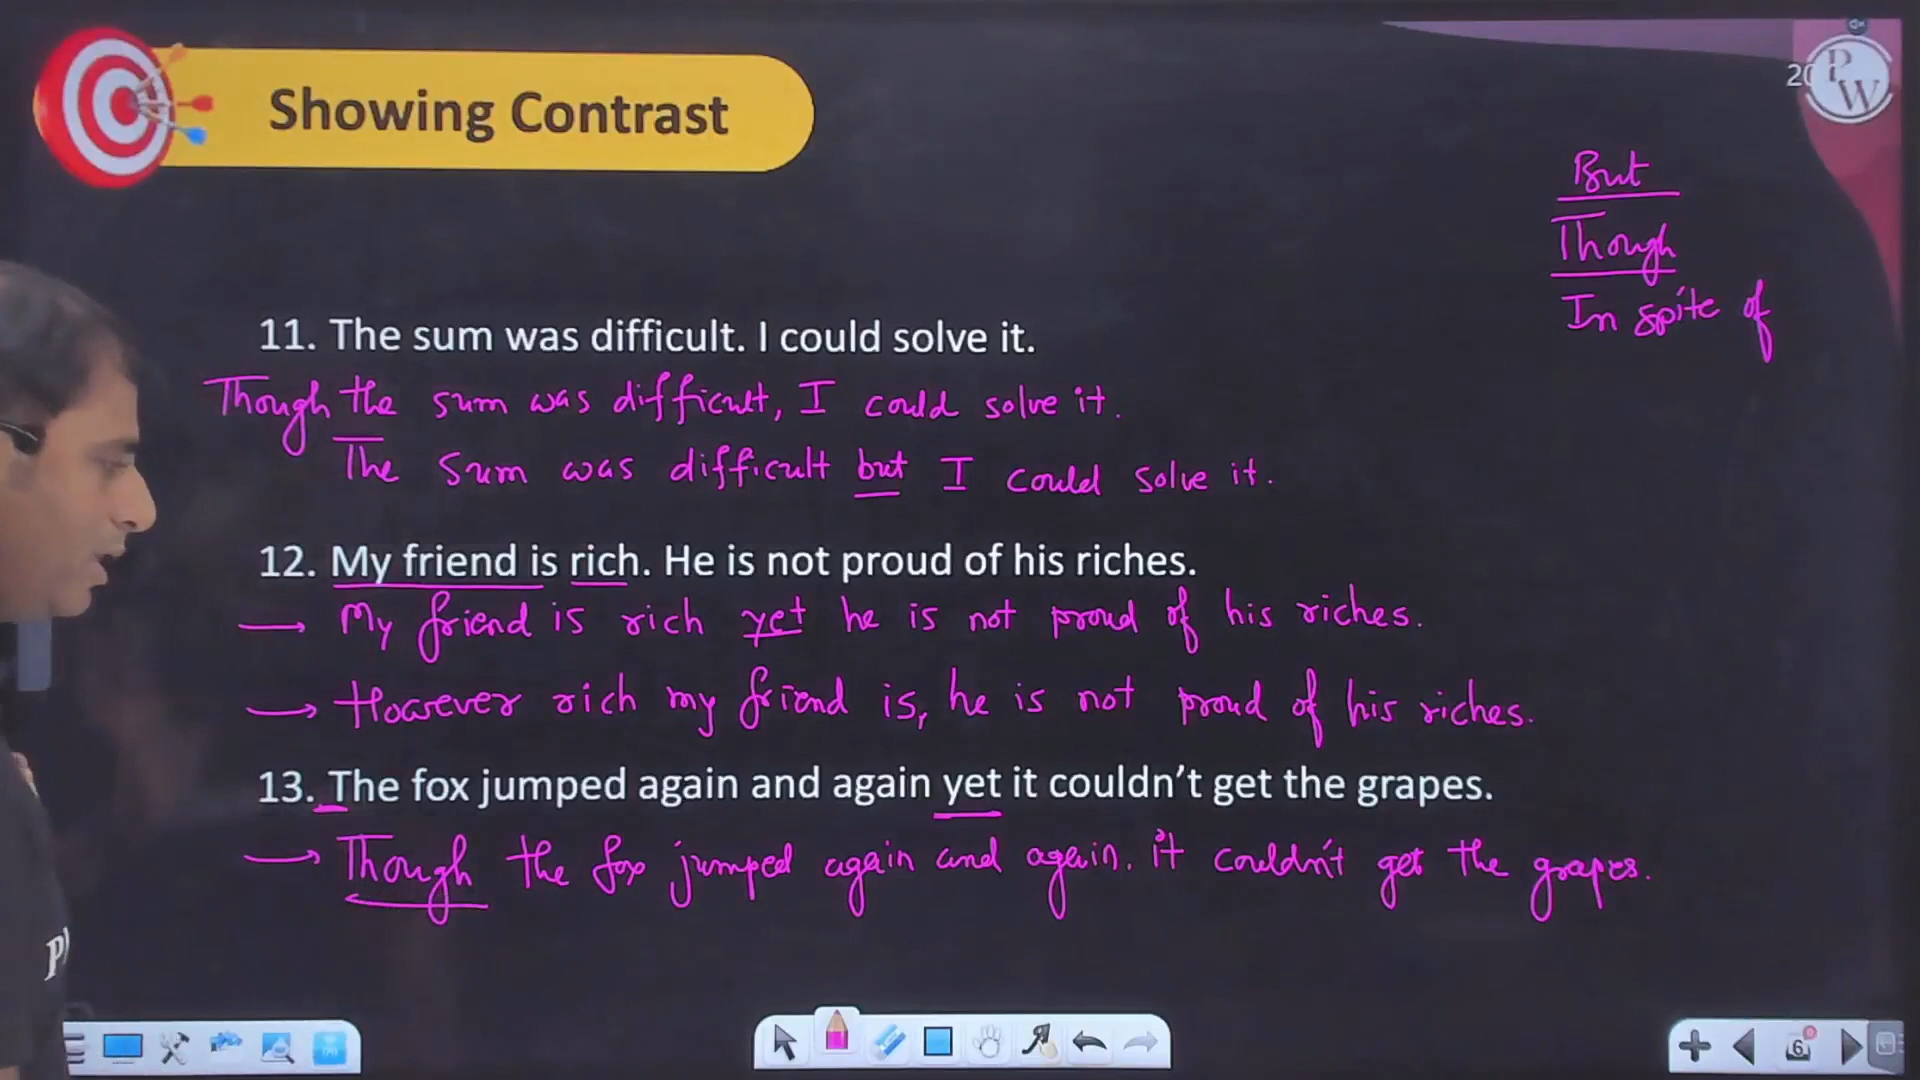 Showing Contrast
20
PW
But
Though
In spite of
11. The sum was difficult. I could solve it.
Though the sum was difficult, I could solve it.
The sum was difficult but I could solve it.
12. My friend is rich. He is not proud of his riches.
→ My friend is rich yet he is not proud of his riches.
→ However rich my friend is, he is not proud of his riches.
13. The fox jumped again and again yet it couldn't get the grapes.
→ Though the fox jumped again and again. it couldn't get the grapes.
6